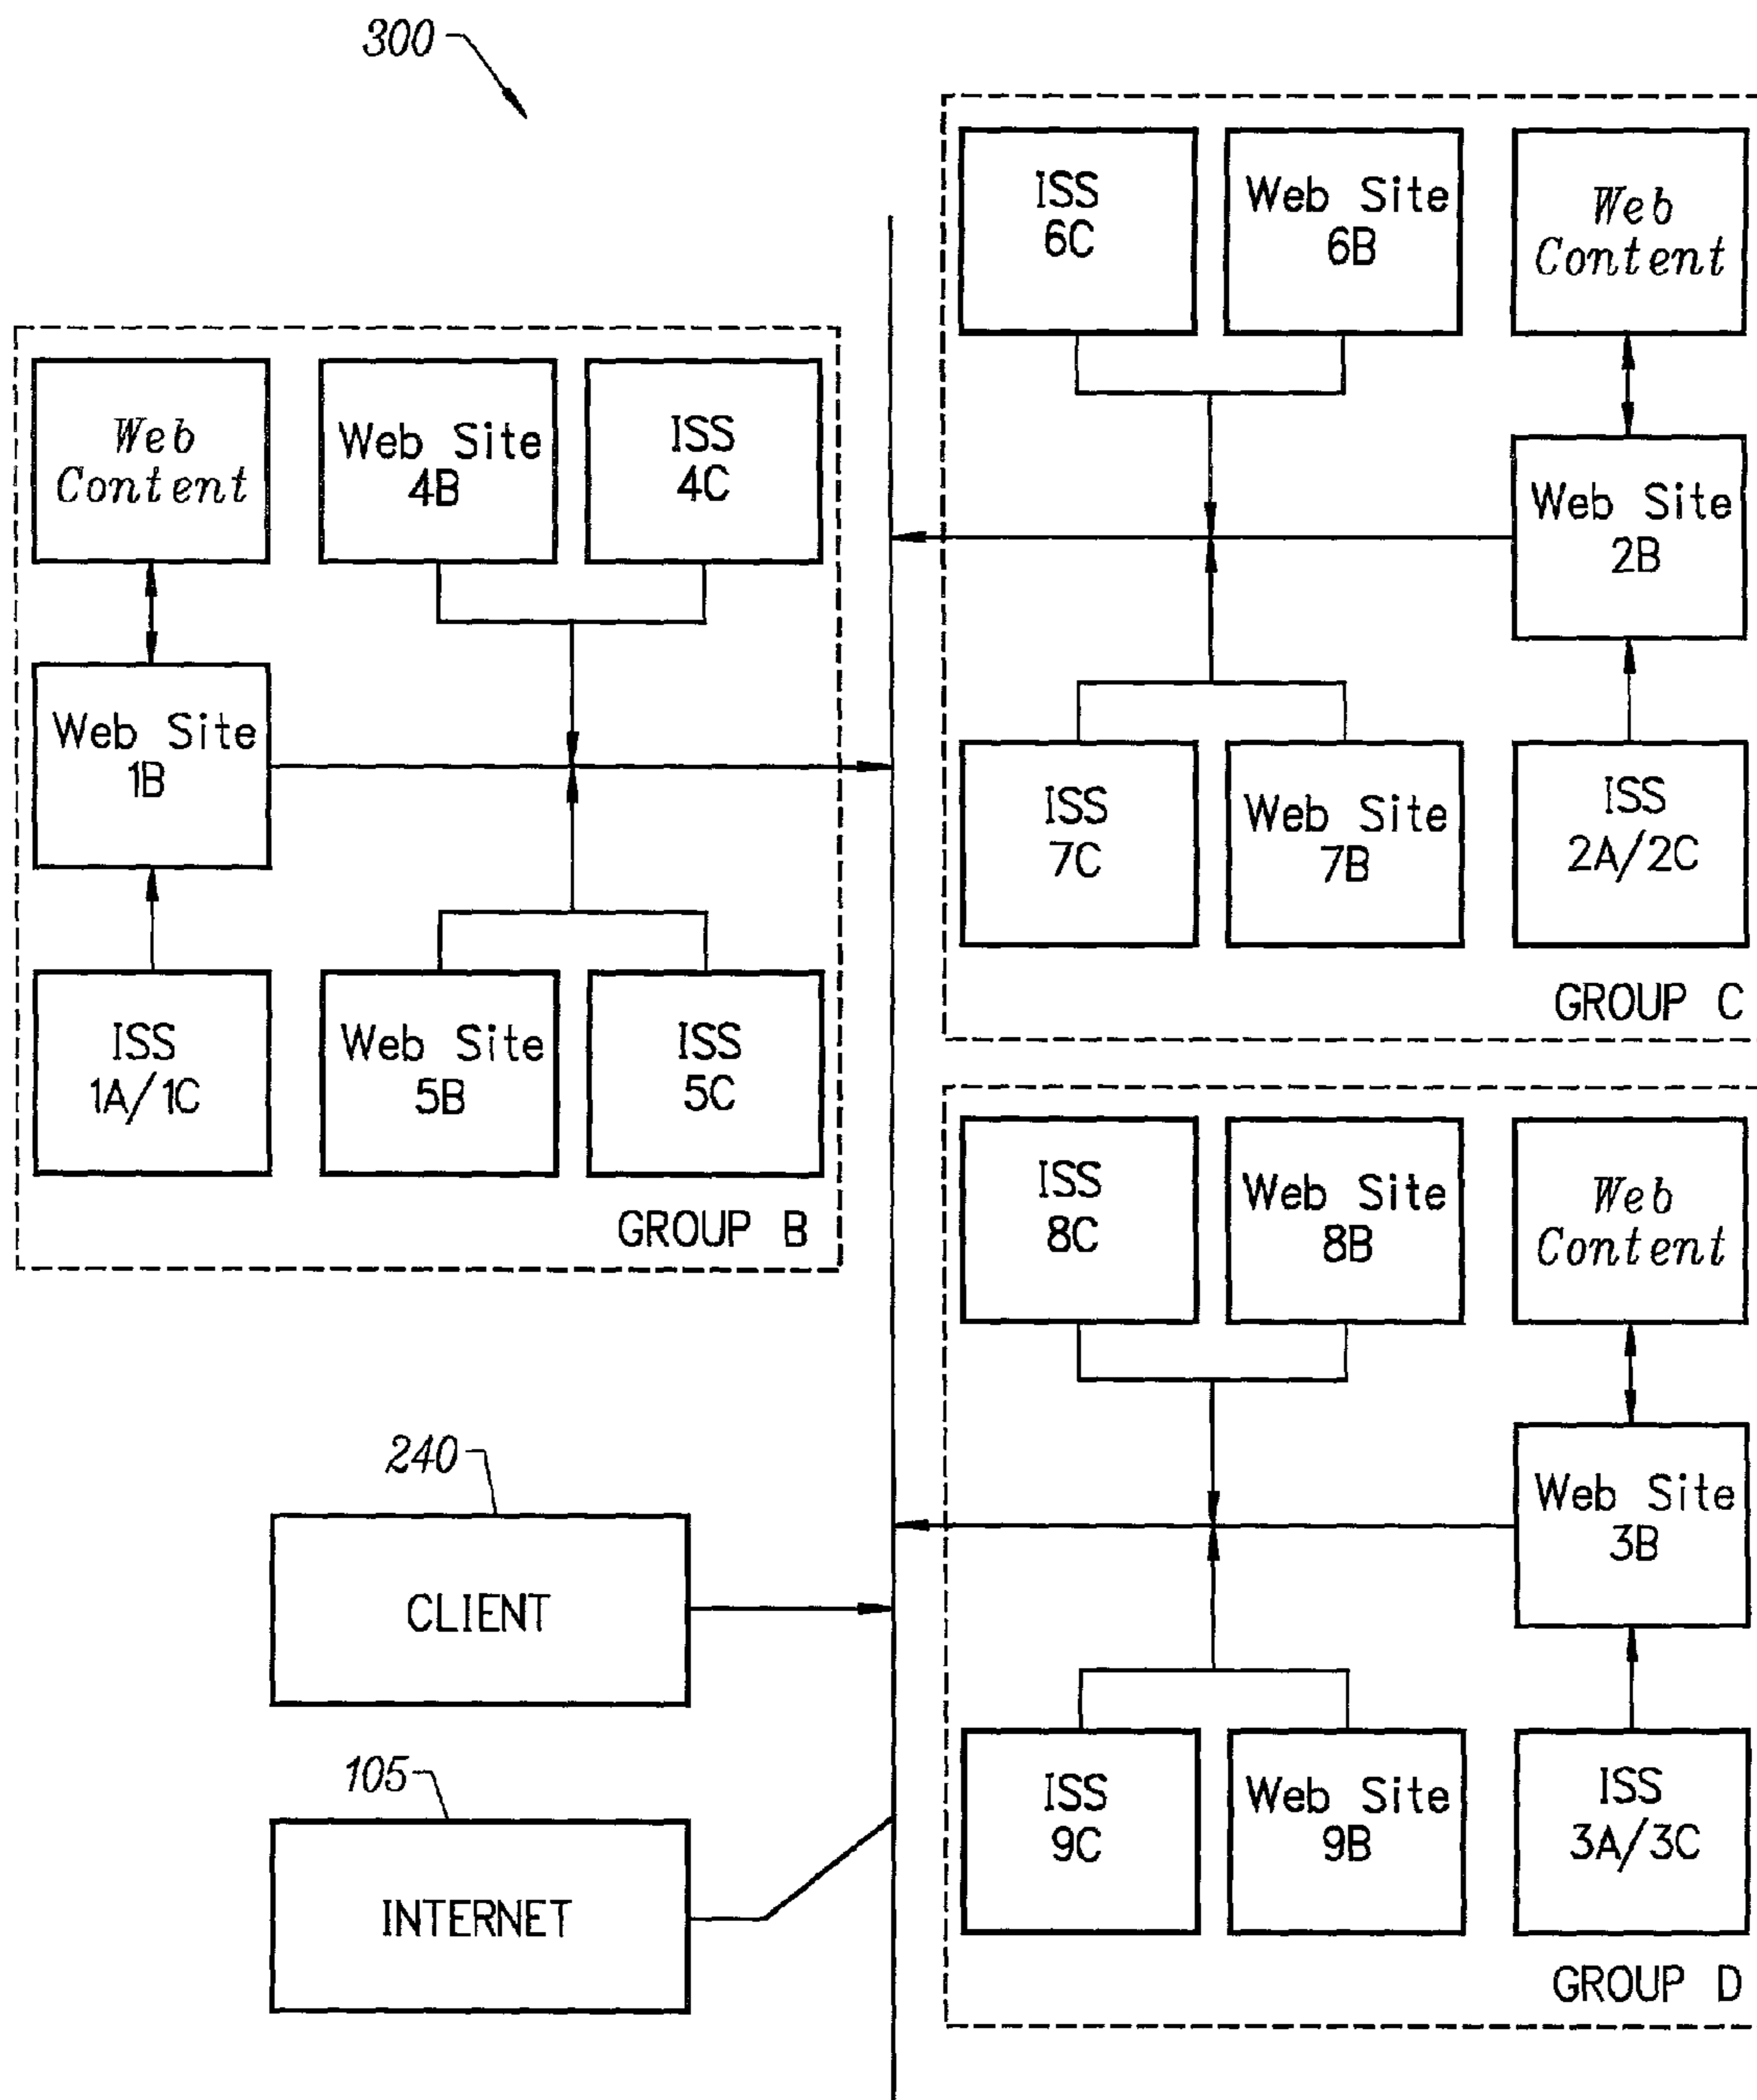 300
Web
Content
Web Site
4B
ISS
4C
Web Site
1B
ISS
1A/1C
Web Site
5B
ISS
5C
GROUP B
ISS
6C
Web Site
6B
Web
Content
Web Site
2B
ISS
7C
Web Site
7B
ISS
2A/2C
GROUP C
ISS
8C
Web Site
8B
Web
Content
Web Site
3B
ISS
9C
Web Site
9B
ISS
3A/3C
GROUP D
240
CLIENT
105
INTERNET